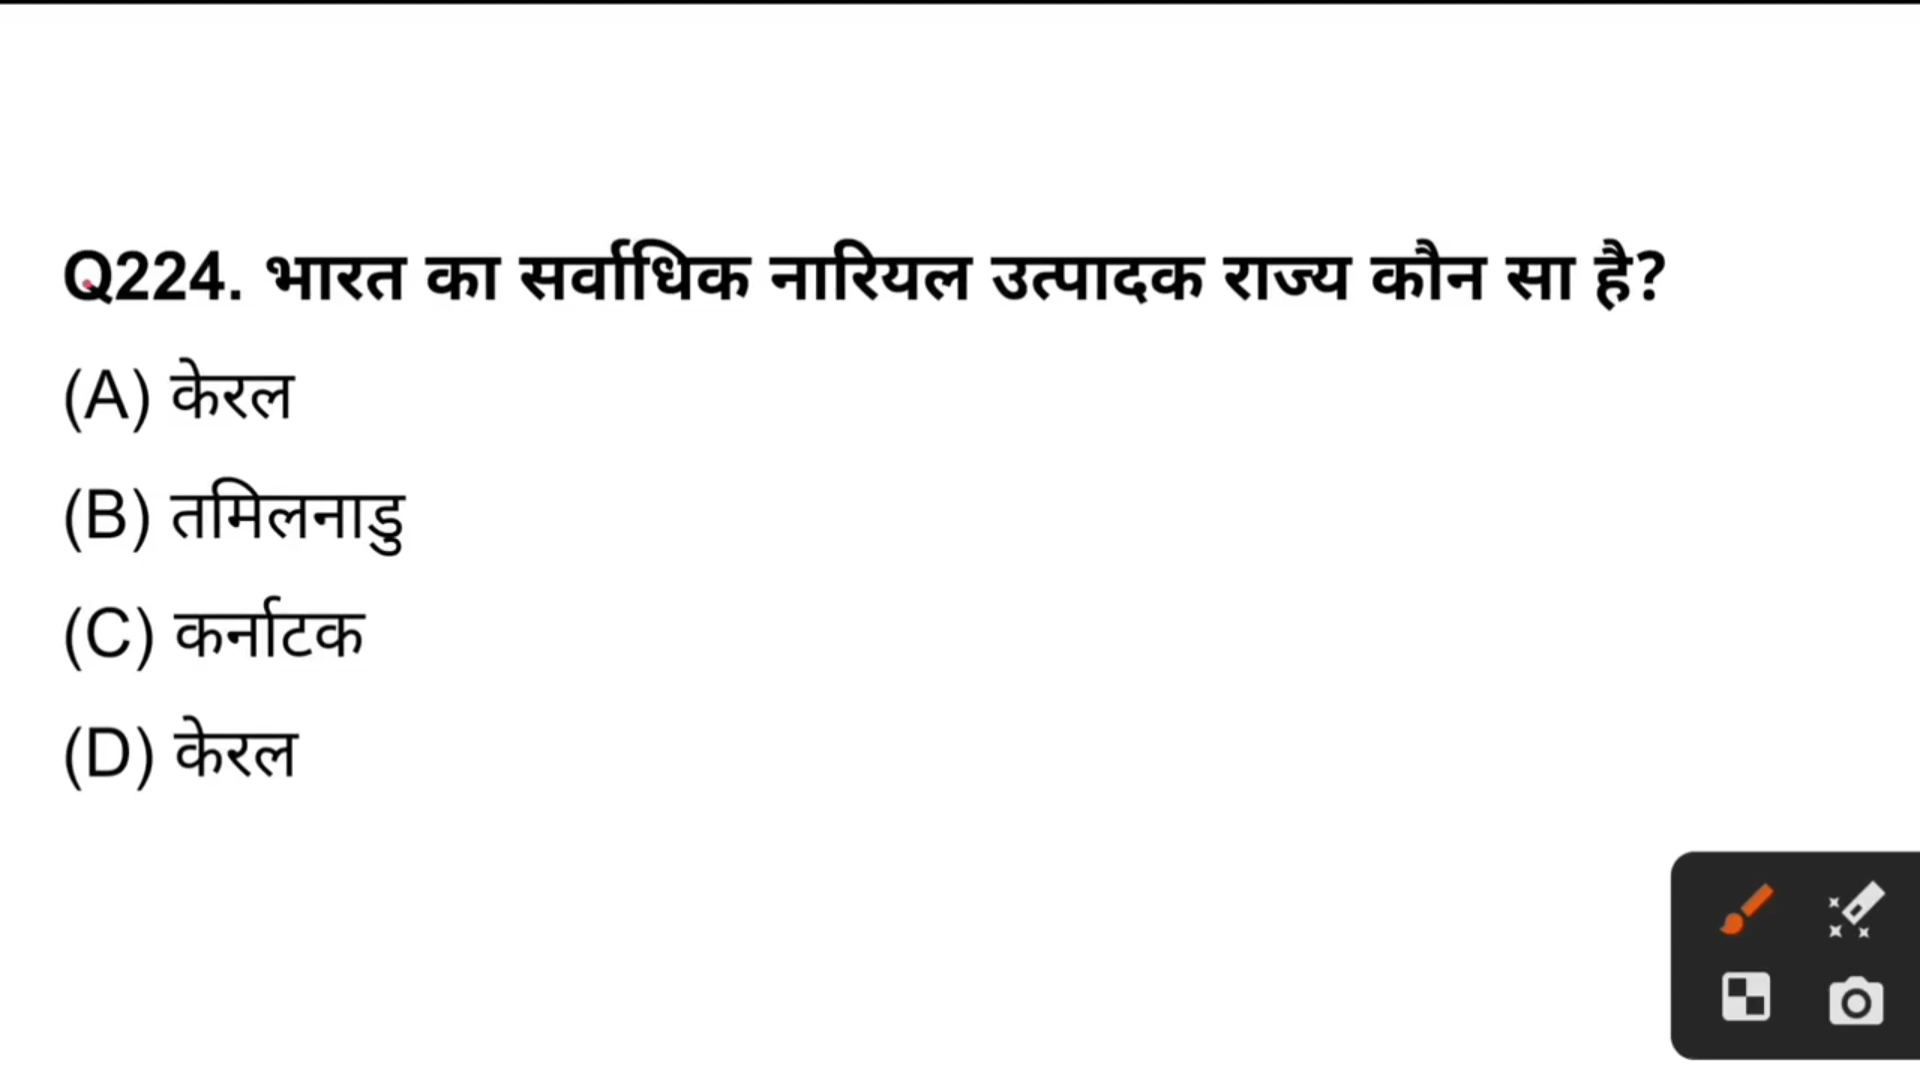 Q224. भारत का सर्वाधिक नारियल उत्पादक राज्य कौन सा है?
(A) केरल
(B) तमिलनाडु
(C) कर्नाटक
(D) केरल